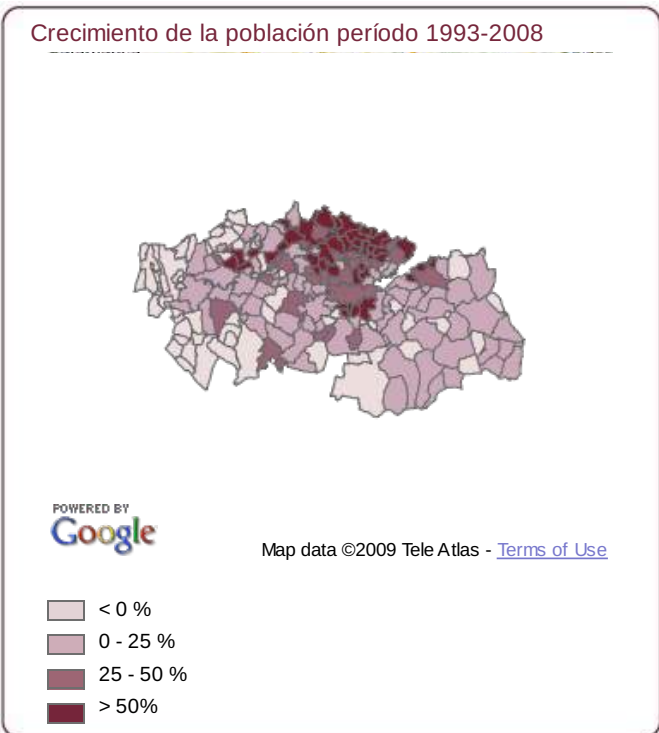 Crecimiento de la población período 1993-2008
POWERED BY
Google
Map data ©2009 Tele Atlas - Terms of Use
< 0 %
0 - 25 %
25 - 50 %
> 50%